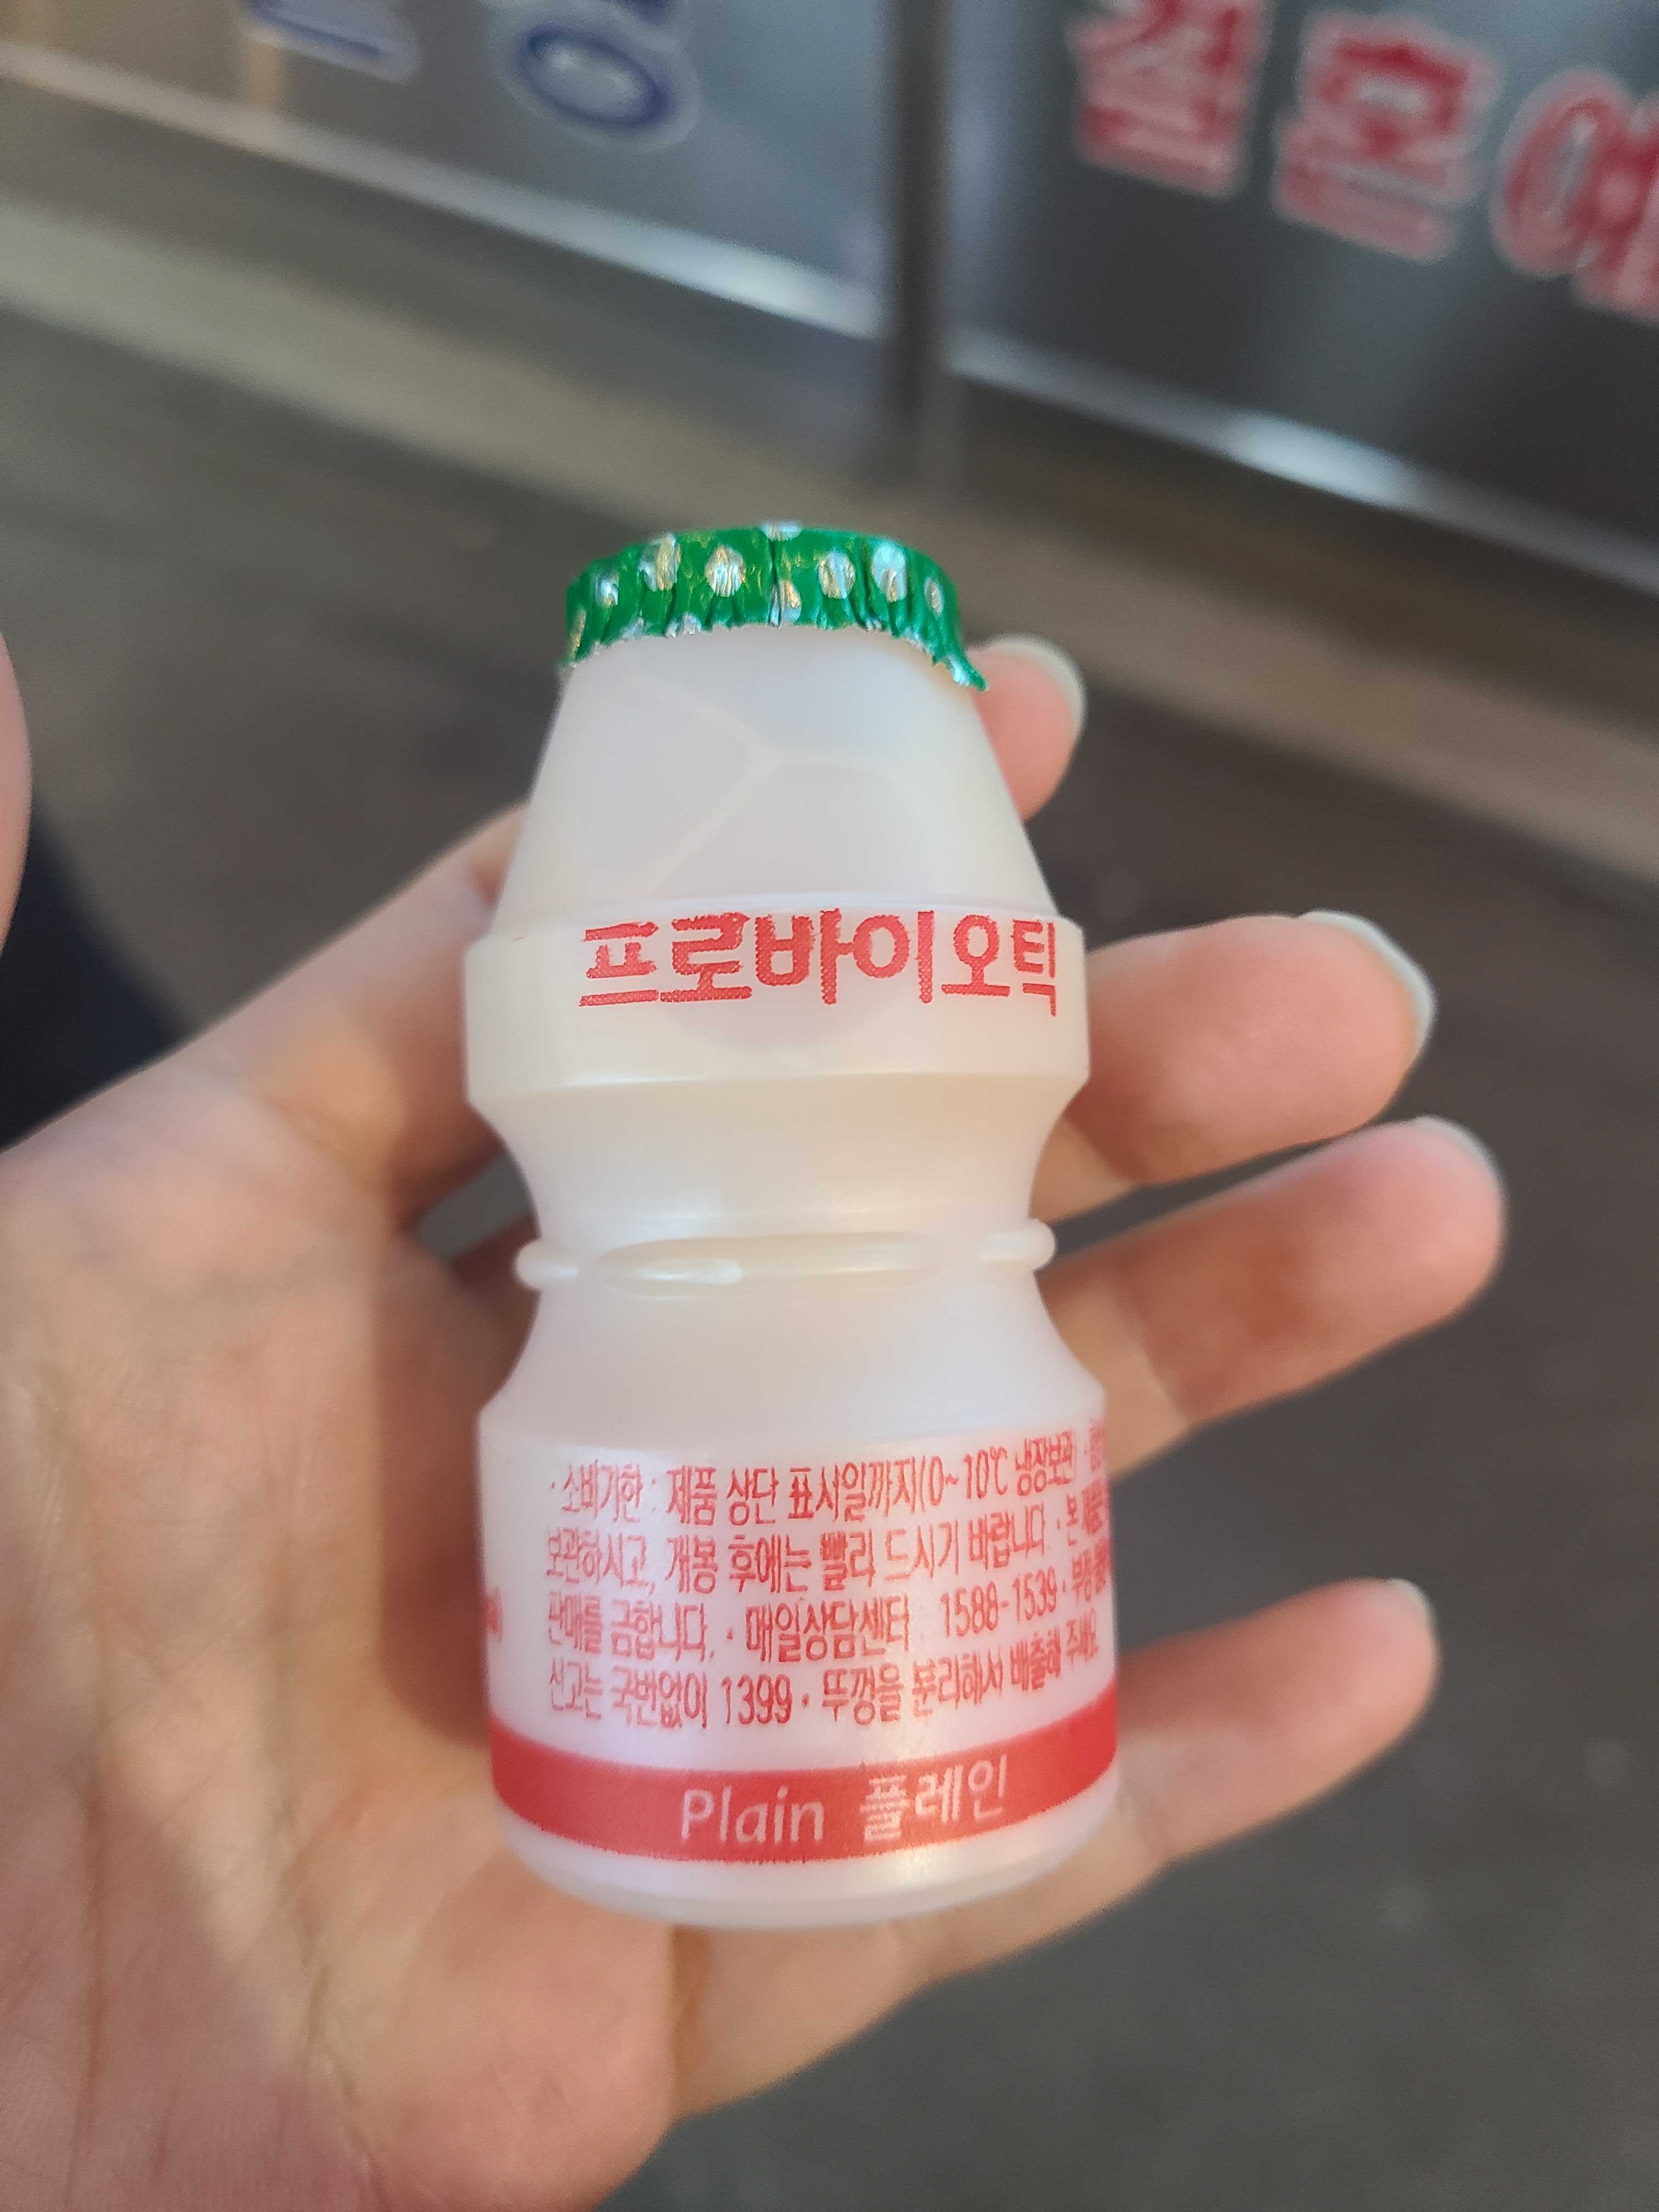 프로바이오틱
· 소비기한 : 제품 상단 표시일까지(0~10℃ 냉장보관) ·
보관하시고, 개봉 후에는 빨리 드시기 바랍니다 · 본
판매를 금합니다. · 매일상담센터 1588-1539 · 부정
신고는 국번없이 1399 · 뚜껑을 분리해서 배출해 주세요
Plain 플레인